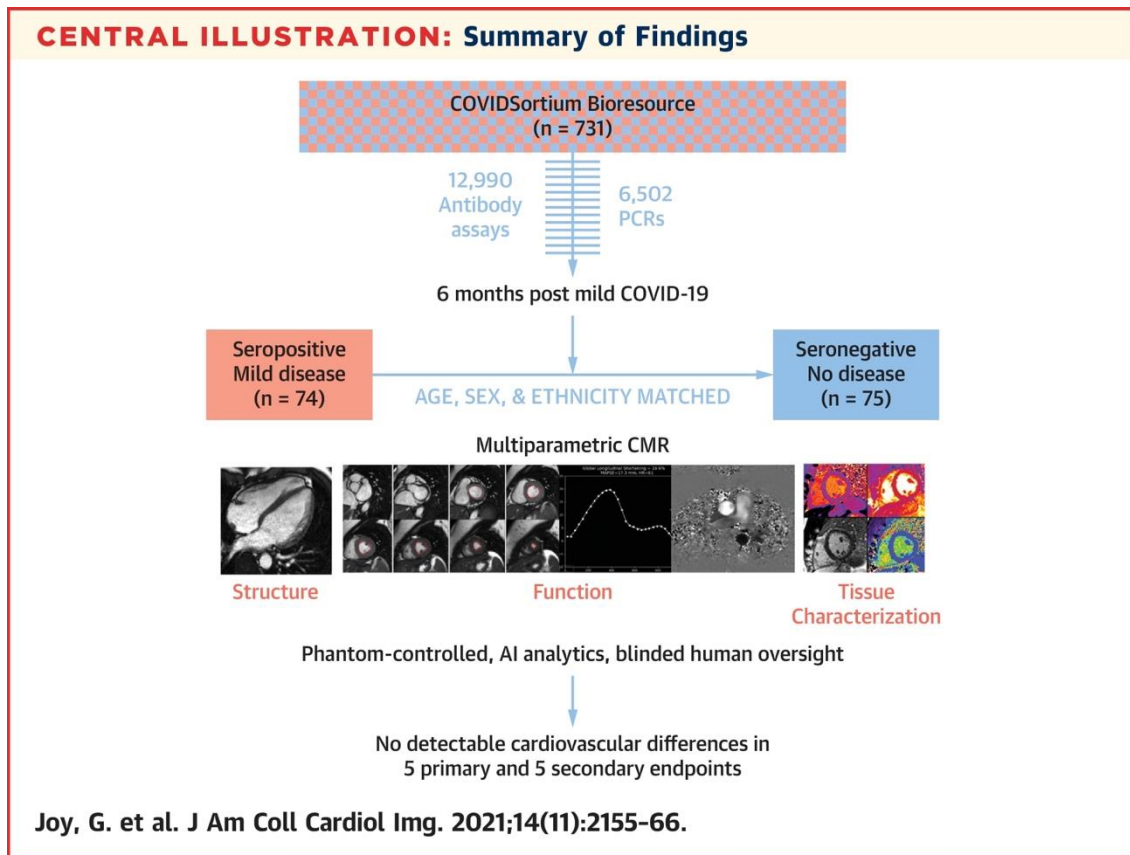 CENTRAL ILLUSTRATION: Summary of Findings
COVIDSortium Bioresource
(n = 731)
12,990
Antibody
assays
6,502
PCRs
6 months post mild COVID-19
Seropositive
Mild disease
(n = 74)
AGE, SEX, & ETHNICITY MATCHED
Seronegative
No disease
(n = 75)
Multiparametric CMR
Global Longitudinal Shortening =
Structure
Function
Tissue
Characterization
Phantom-controlled, AI analytics, blinded human oversight
No detectable cardiovascular differences in
5 primary and 5 secondary endpoints
Joy, G. et al. J Am Coll Cardiol Img. 2021;14(11):2155–66.